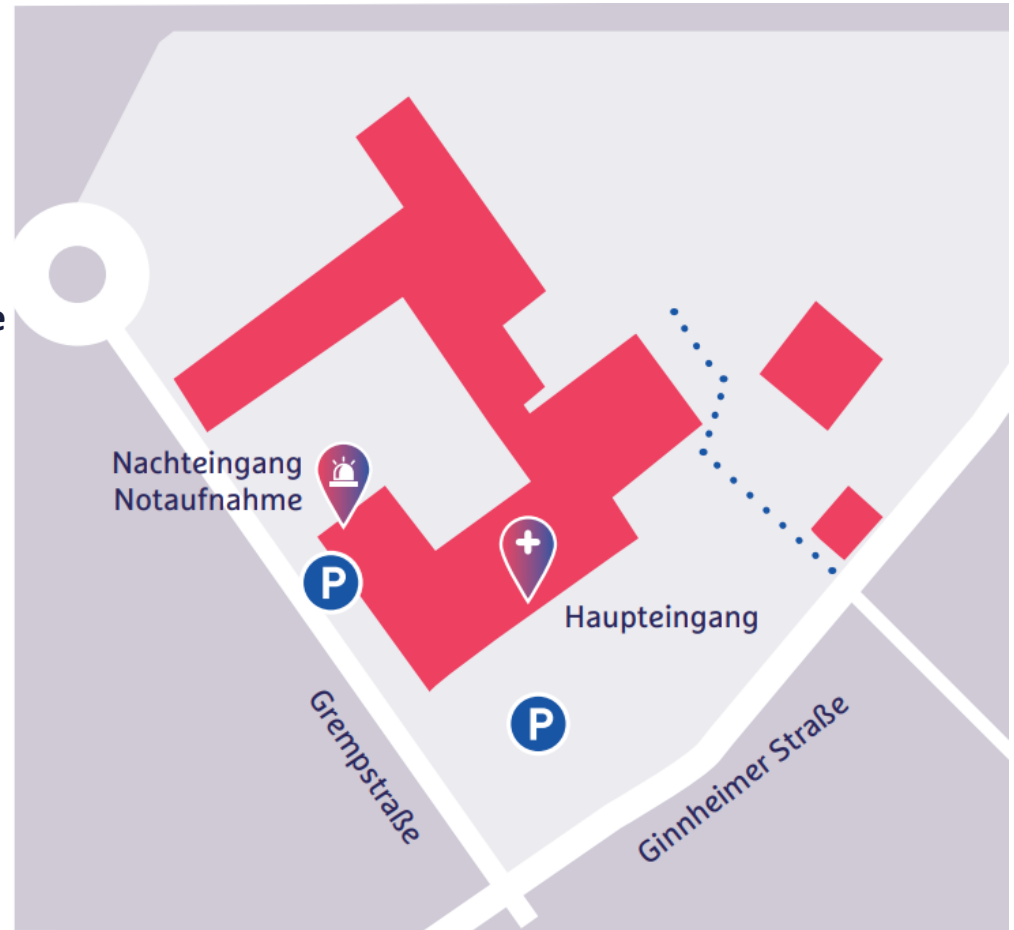 e
Nachteingang
Notaufnahme
P
Haupteingang
P
Grempstraße
Ginnheimer Straße